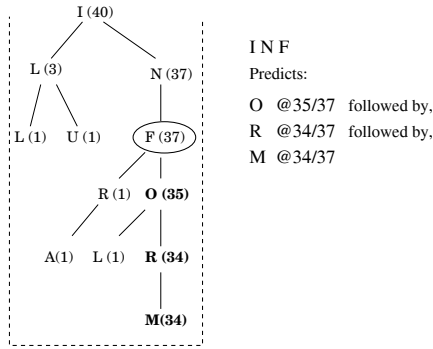 I (40)
L (3)
N (37)
L (1)
U (1)
F (37)
R (1)
O (35)
A(1)
L (1)
R (34)
M(34)
I N F
Predicts:
O @35/37 followed by,
R @34/37 followed by,
M @34/37